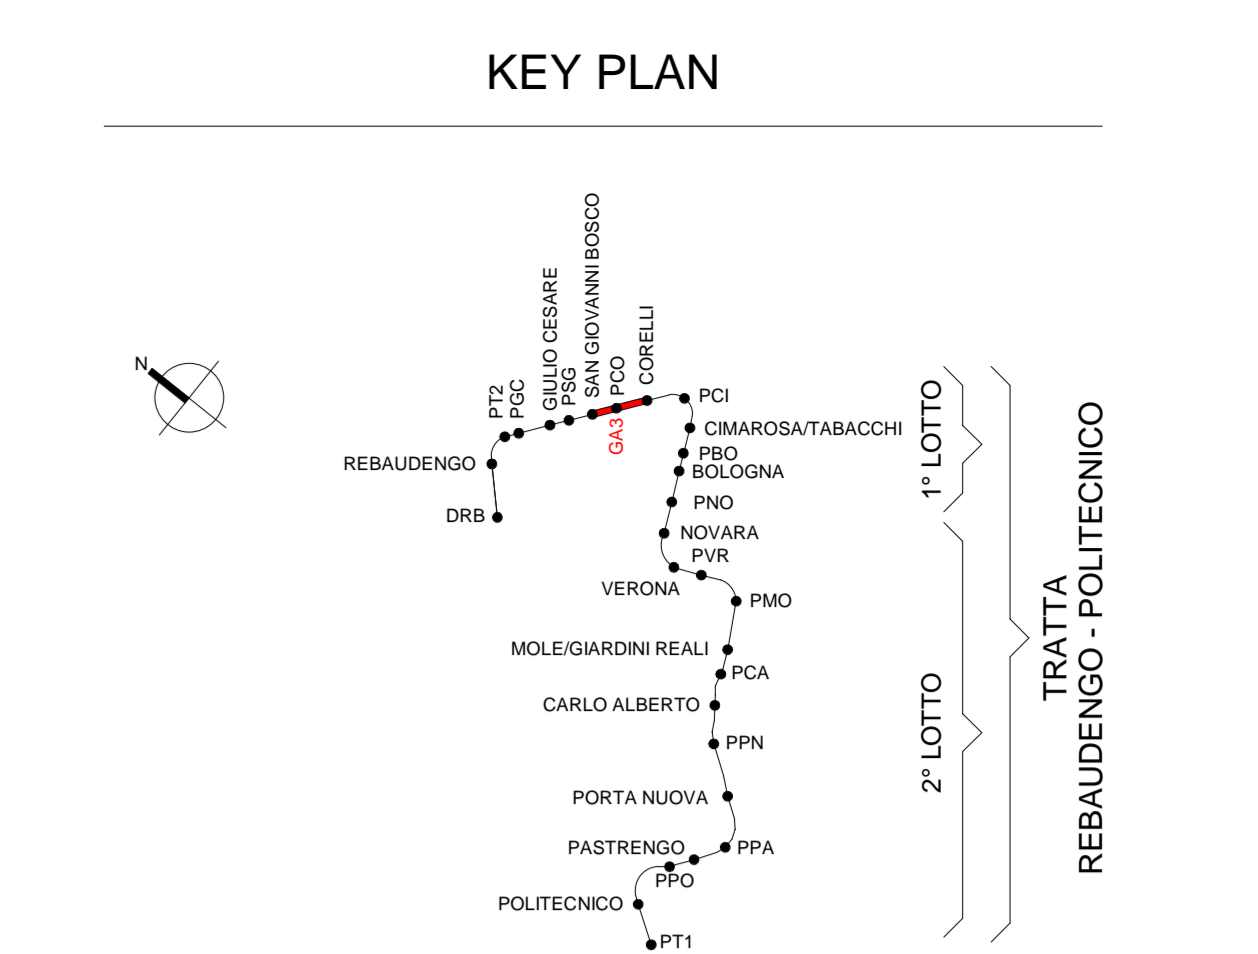 KEY PLAN
N
PT2
PGC
GIULIO CESARE
PSG
SAN GIOVANNI BOSCO
PCO
CORELLI
GA3
PCI
CIMAROSA/TABACCHI
PBO
BOLOGNA
REBAUDENGO
DRB
PNO
NOVARA
PVR
VERONA
PMO
MOLE/GIARDINI REALI
PCA
CARLO ALBERTO
PPN
PORTA NUOVA
PASTRENGO
PPA
PPO
POLITECNICO
PT1
1° LOTTO
2° LOTTO
TRATTA
REBAUDENGO - POLITECNICO